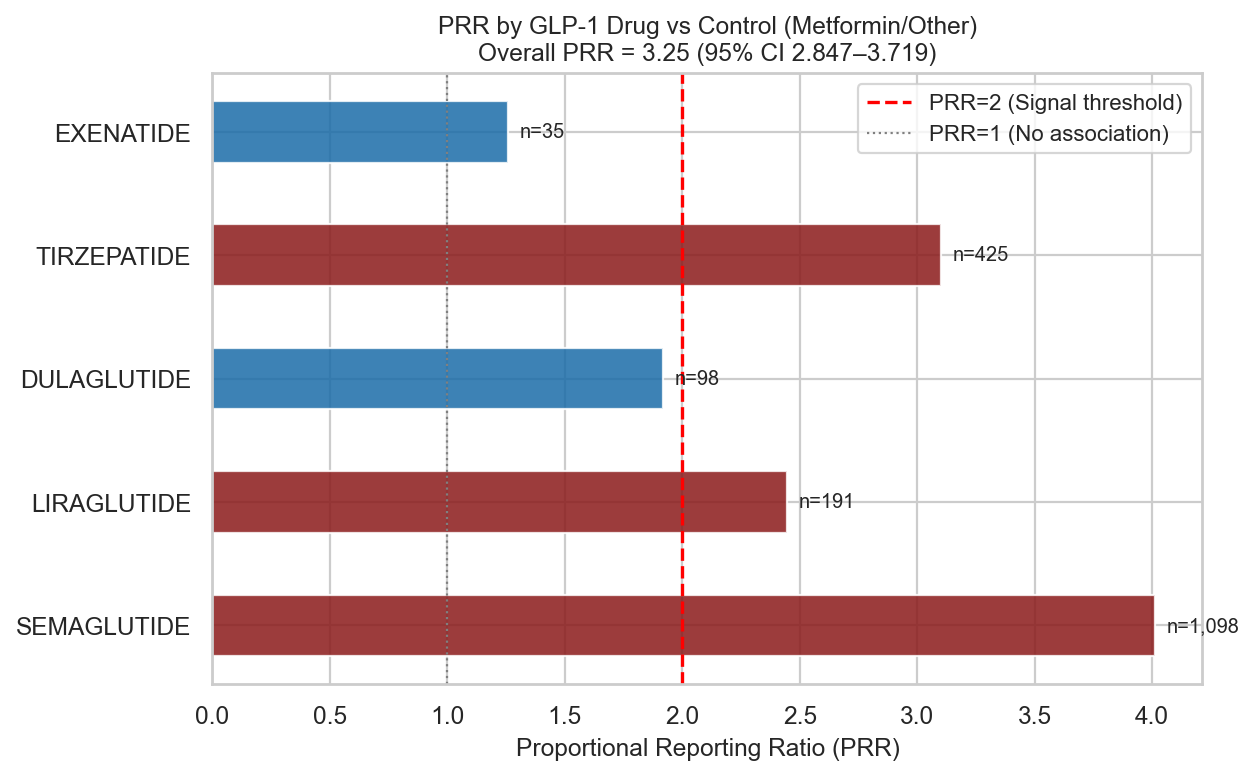 PRR by GLP-1 Drug vs Control (Metformin/Other)
Overall PRR = 3.25 (95% CI 2.847–3.719)
PRR=2 (Signal threshold)
PRR=1 (No association)
EXENATIDE
n=35
TIRZEPATIDE
n=425
DULAGLUTIDE
n=98
LIRAGLUTIDE
n=191
SEMAGLUTIDE
n=1,098
0.0 0.5 1.0 1.5 2.0 2.5 3.0 3.5 4.0
Proportional Reporting Ratio (PRR)